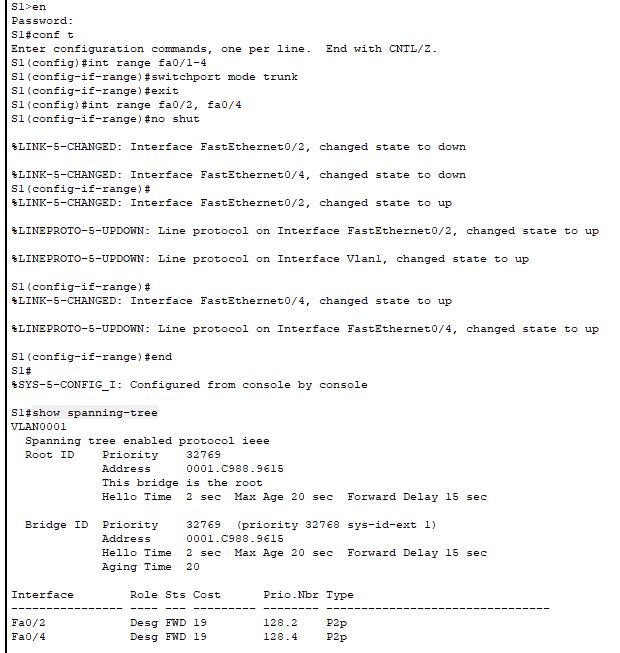 S1>en
Password:
S1#conf t
Enter configuration commands, one per line.  End with CNTL/Z.
S1(config)#int range fa0/1-4
S1(config-if-range)#switchport mode trunk
S1(config-if-range)#exit
S1(config)#int range fa0/2, fa0/4
S1(config-if-range)#no shut
%LINK-5-CHANGED: Interface FastEthernet0/2, changed state to down
%LINK-5-CHANGED: Interface FastEthernet0/4, changed state to down
S1(config-if-range)#
%LINK-5-CHANGED: Interface FastEthernet0/2, changed state to up
%LINEPROTO-5-UPDOWN: Line protocol on Interface FastEthernet0/2, changed state to up
%LINEPROTO-5-UPDOWN: Line protocol on Interface Vlan1, changed state to up
S1(config-if-range)#
%LINK-5-CHANGED: Interface FastEthernet0/4, changed state to up
%LINEPROTO-5-UPDOWN: Line protocol on Interface FastEthernet0/4, changed state to up
S1(config-if-range)#end
S1#
%SYS-5-CONFIG_I: Configured from console by console
S1#show spanning-tree
VLAN0001
  Spanning tree enabled protocol ieee
  Root ID    Priority    32769
             Address     0001.C988.9615
             This bridge is the root
             Hello Time  2 sec  Max Age 20 sec  Forward Delay 15 sec
  Bridge ID  Priority    32769  (priority 32768 sys-id-ext 1)
             Address     0001.C988.9615
             Hello Time  2 sec  Max Age 20 sec  Forward Delay 15 sec
             Aging Time  20
Interface        Role Sts Cost      Prio.Nbr Type
---------------- ---- --- --------- -------- --------------------------------
Fa0/2            Desg FWD 19        128.2    P2p
Fa0/4            Desg FWD 19        128.4    P2p